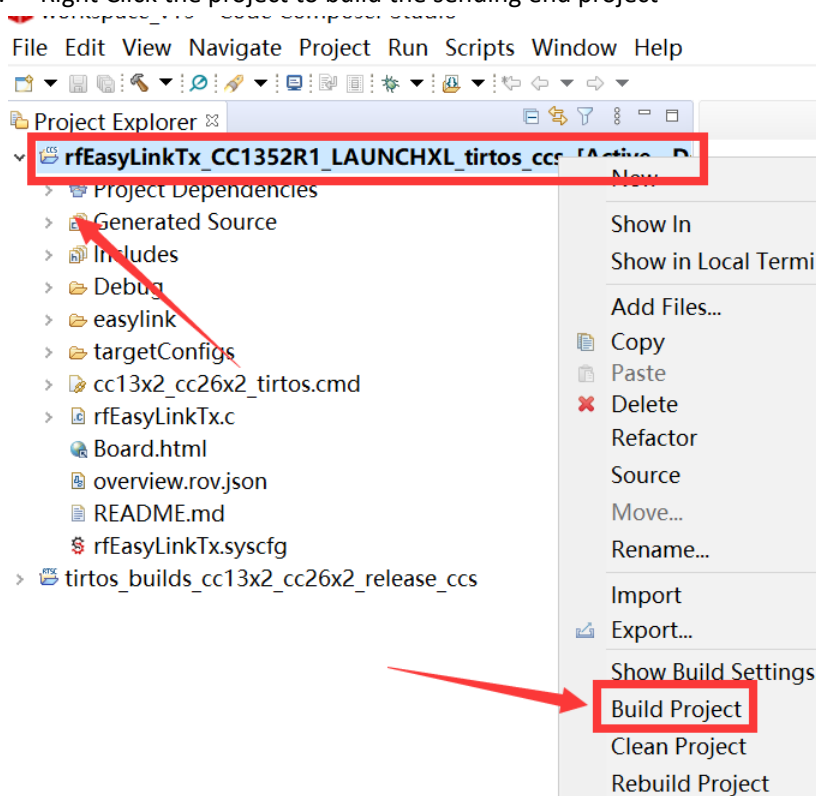 Right Click the project to build the sending end project
workspace_v10 - Code Composer Studio
File Edit View Navigate Project Run Scripts Window Help
Project Explorer
rfEasyLinkTx_CC1352R1_LAUNCHXL_tirtos_ccs [Active - D
Project Dependencies
Generated Source
Includes
Debug
easylink
targetConfigs
cc13x2_cc26x2_tirtos.cmd
rfEasyLinkTx.c
Board.html
overview.rov.json
README.md
rfEasyLinkTx.syscfg
tirtos_builds_cc13x2_cc26x2_release_ccs
New
Show In
Show in Local Termi
Add Files...
Copy
Paste
Delete
Refactor
Source
Move...
Rename...
Import
Export...
Show Build Settings
Build Project
Clean Project
Rebuild Project